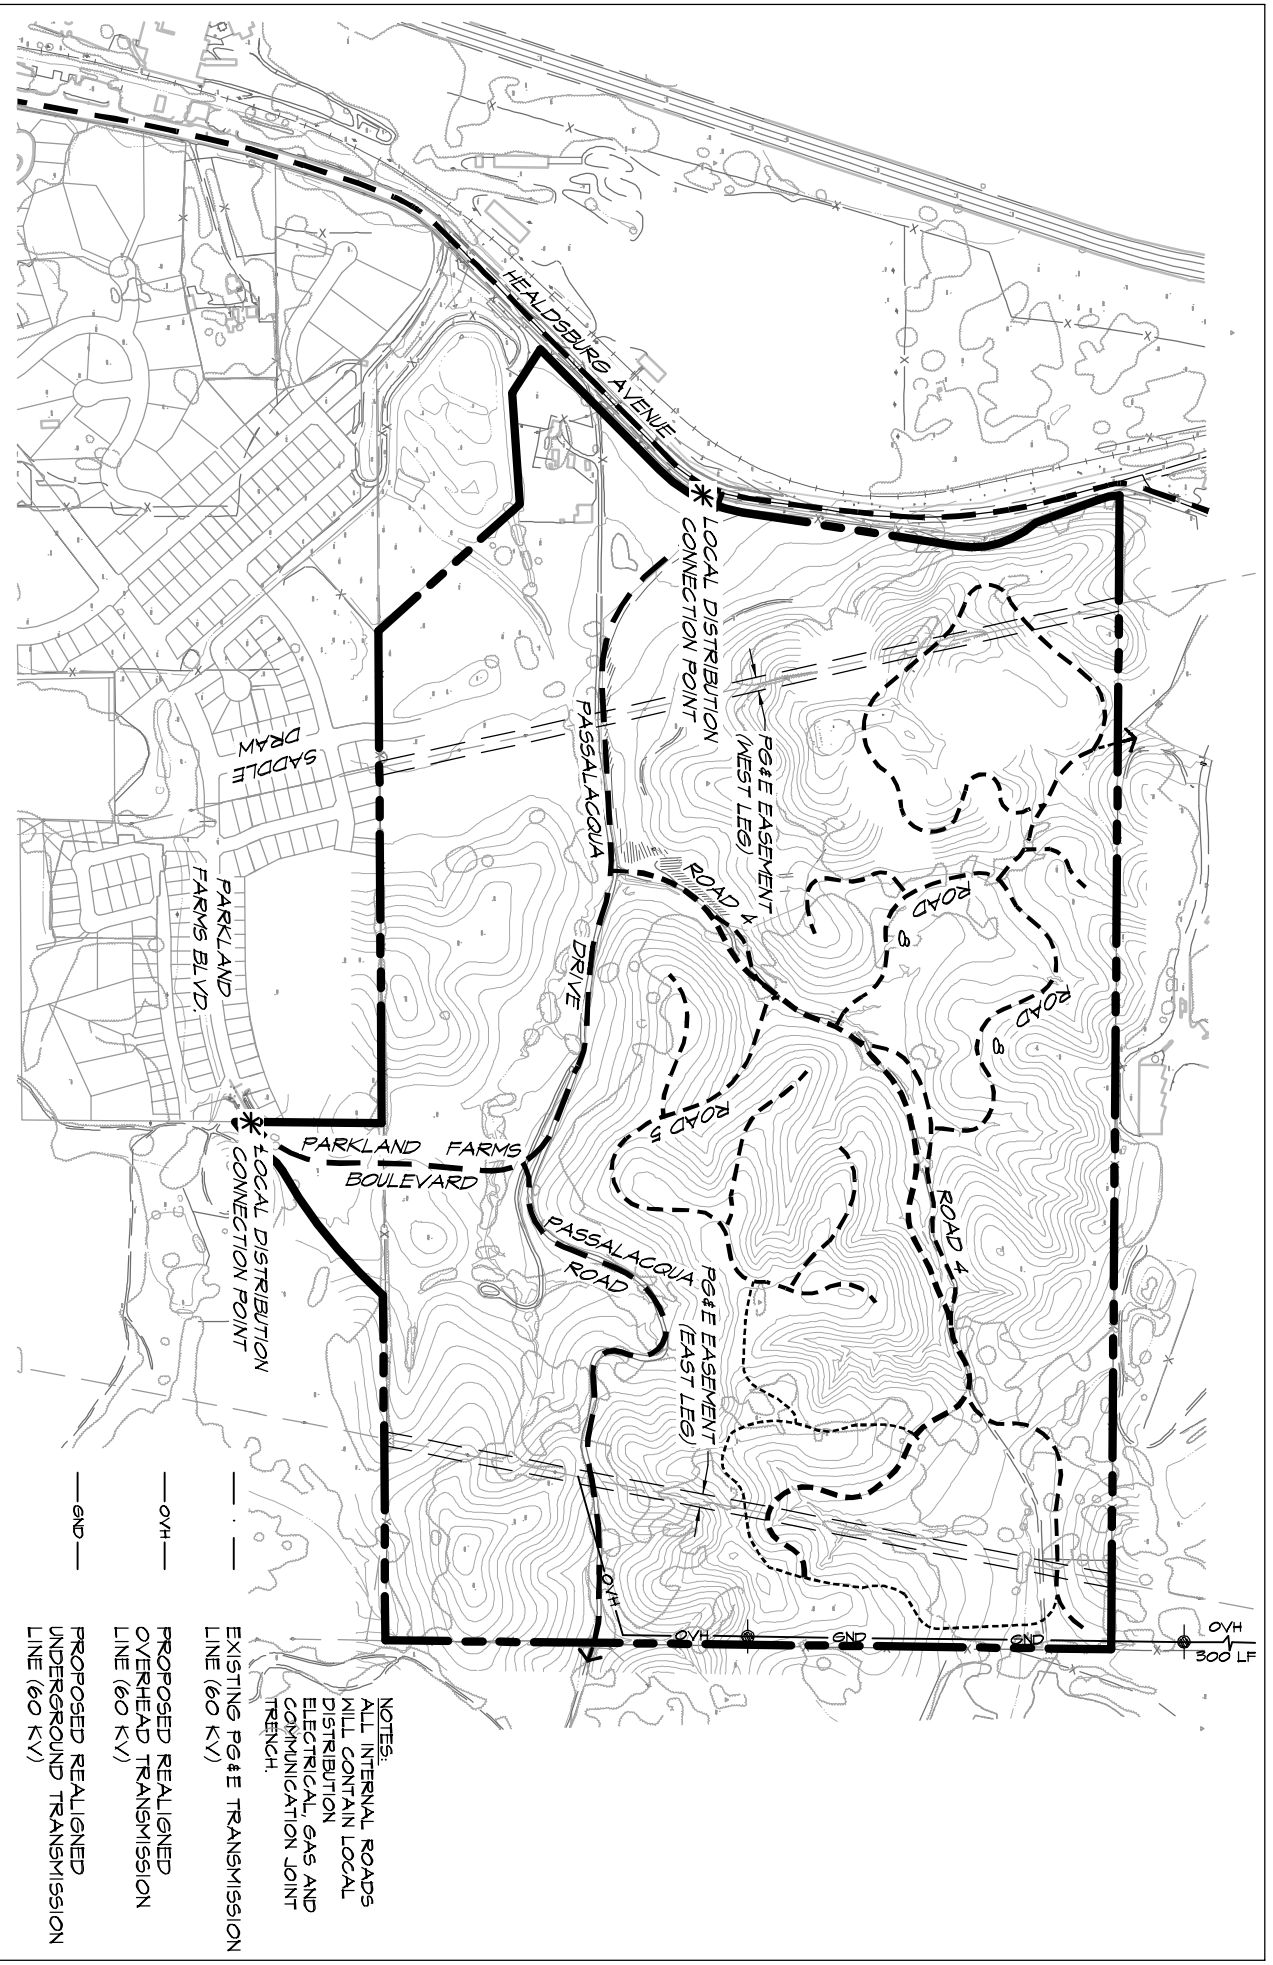 HEALDSBURG AVENUE
LOCAL DISTRIBUTION
CONNECTION POINT
PG&E EASEMENT
(WEST LEG)
PASSALACQUA
DRIVE
ROAD 4
ROAD
8
ROAD
8
ROAD 5
ROAD 4
SADDLE
DRAW
PARKLAND
FARMS BLVD.
PARKLAND FARMS
BOULEVARD
LOCAL DISTRIBUTION
CONNECTION POINT
PASSALACQUA
ROAD
PG&E EASEMENT
(EAST LEG)
OVH
OVH
GND
GND
OVH
300 LF
NOTES:
ALL INTERNAL ROADS
WILL CONTAIN LOCAL
DISTRIBUTION
ELECTRICAL, GAS AND
COMMUNICATION JOINT
TRENCH.
EXISTING PG&E TRANSMISSION
LINE (60 KV)
OVH
PROPOSED REALIGNED
OVERHEAD TRANSMISSION
LINE (60 KV)
GND
PROPOSED REALIGNED
UNDERGROUND TRANSMISSION
LINE (60 KV)